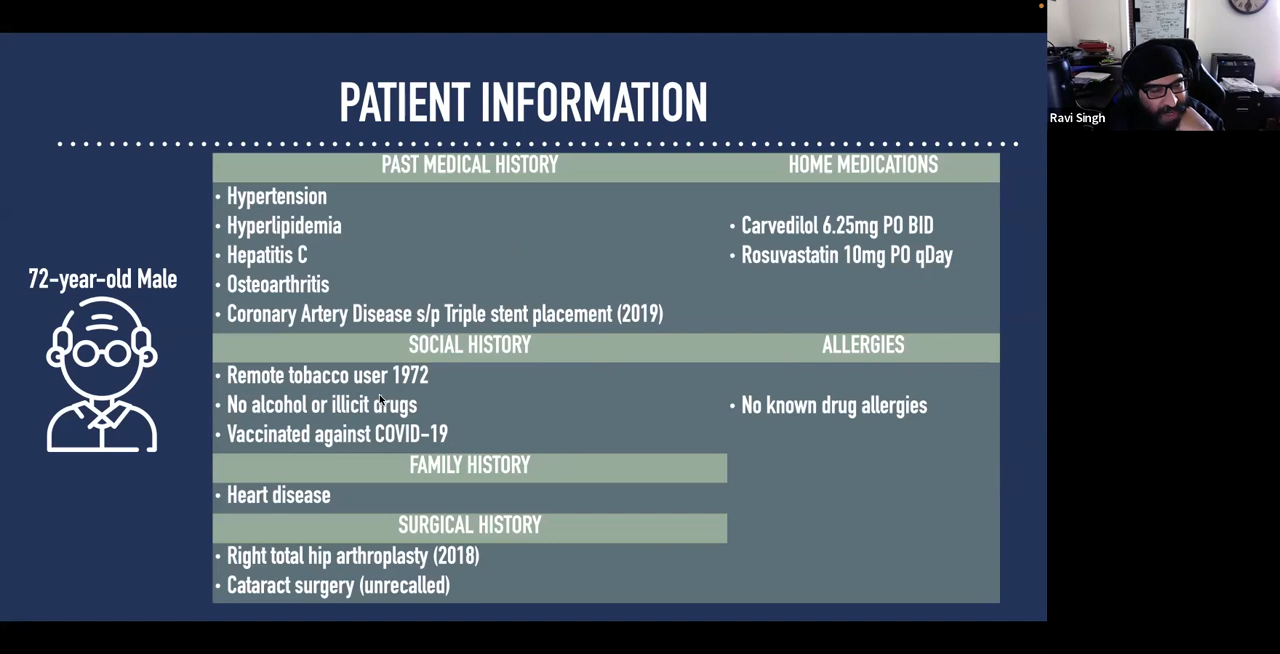 PATIENT INFORMATION
Ravi Singh
72-year-old Male
PAST MEDICAL HISTORY
• Hypertension
• Hyperlipidemia
• Hepatitis C
• Osteoarthritis
• Coronary Artery Disease s/p Triple stent placement (2019)
HOME MEDICATIONS
• Carvedilol 6.25mg PO BID
• Rosuvastatin 10mg PO qDay
SOCIAL HISTORY
• Remote tobacco user 1972
• No alcohol or illicit drugs
• Vaccinated against COVID-19
ALLERGIES
• No known drug allergies
FAMILY HISTORY
• Heart disease
SURGICAL HISTORY
• Right total hip arthroplasty (2018)
• Cataract surgery (unrecalled)